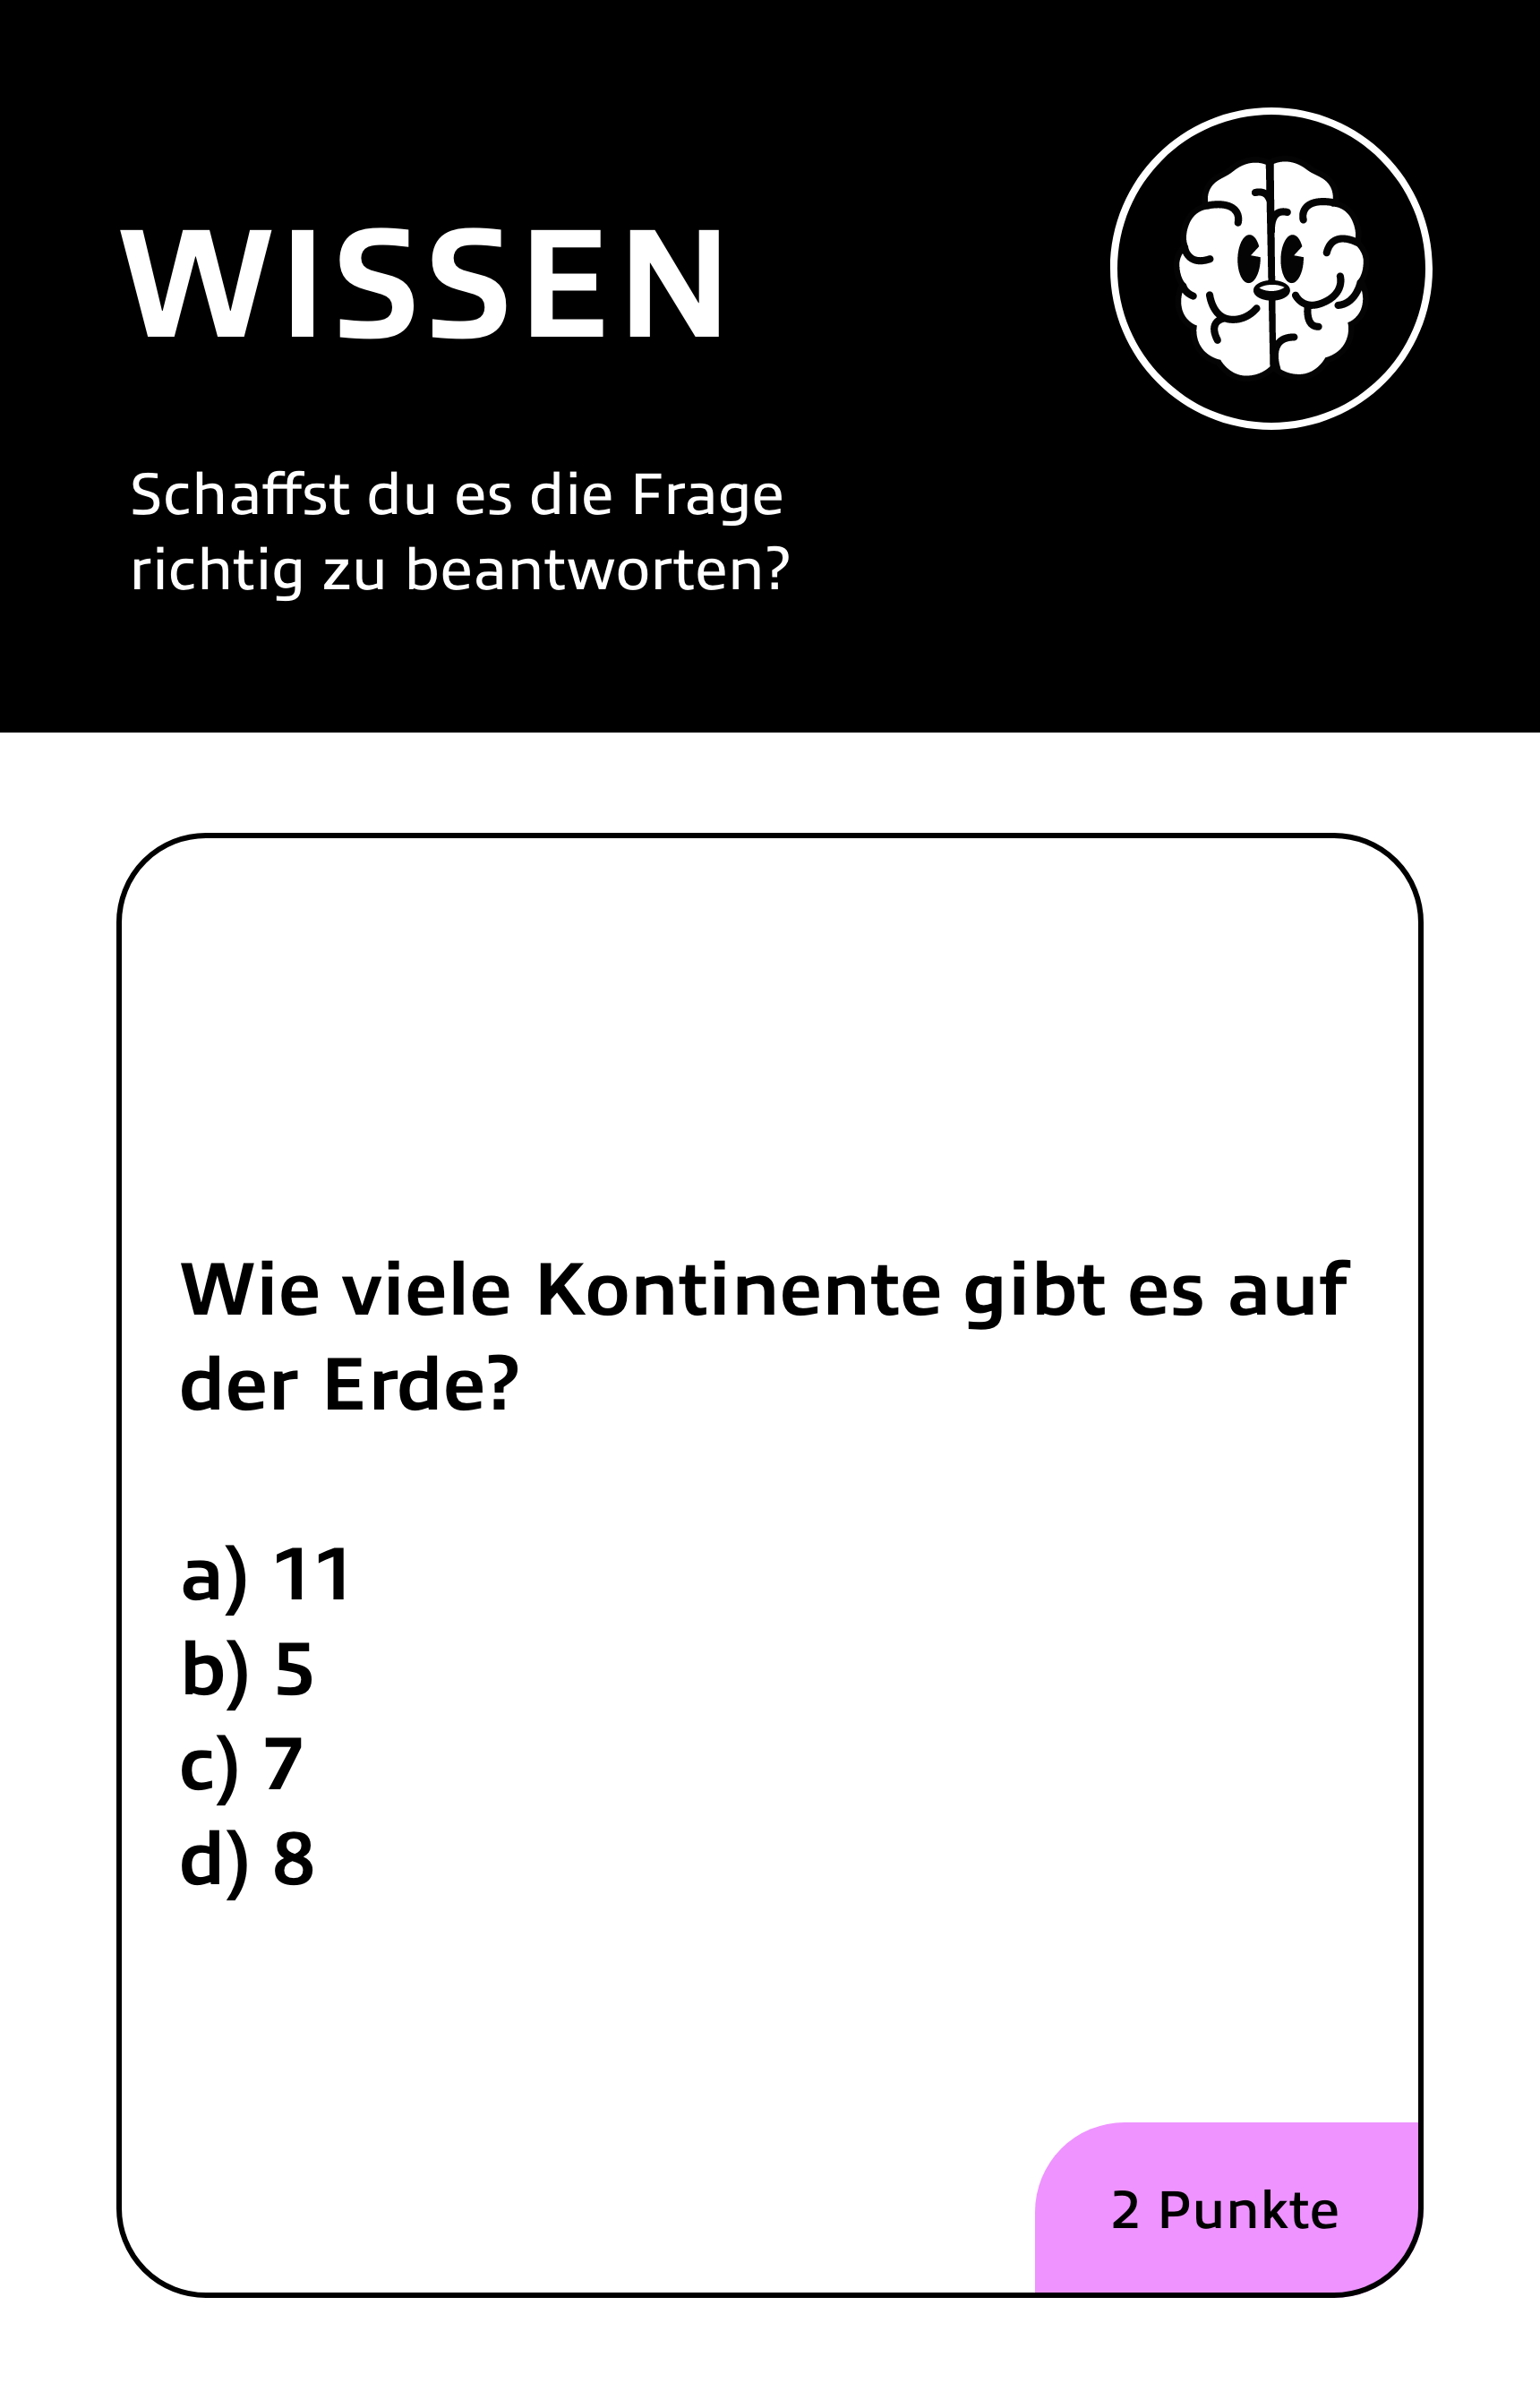 WISSEN
Schaffst du es die Frage
richtig zu beantworten?
Wie viele Kontinente gibt es auf
der Erde?
a) 11
b) 5
c) 7
d) 8
2 Punkte